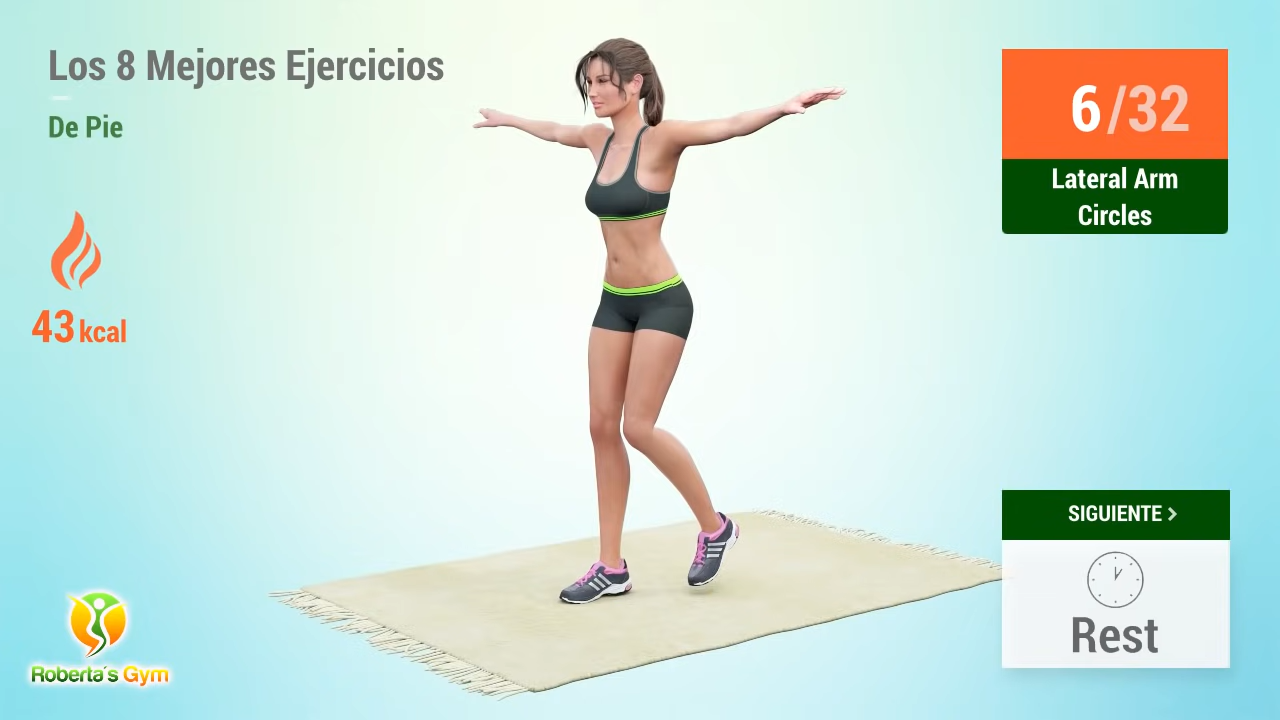 Los 8 Mejores Ejercicios
De Pie
6/32
Lateral Arm
Circles
43 kcal
SIGUIENTE >
Rest
Roberta´s Gym